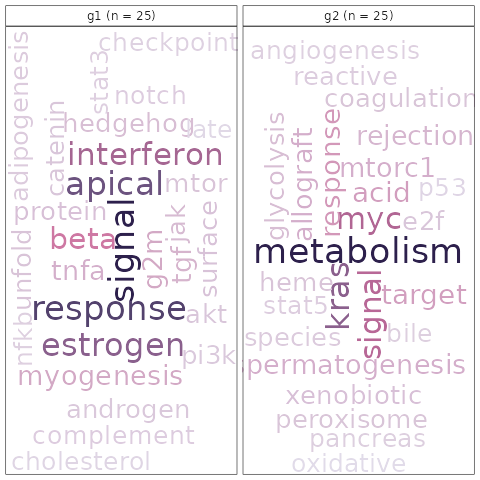 g1 (n = 25)
checkpoint
stat3
adipogenesis
notch
catenin
hedgehog
late
interferon
apical
mtor
protein
signal
beta
g2m
tgf
jak
surface
tnfa
nfkb
unfold
response
akt
estrogen
pi3k
myogenesis
androgen
complement
cholesterol
g2 (n = 25)
angiogenesis
reactive
coagulation
glycolysis
allograft
response
rejection
mtorc1
acid
p53
myc
e2f
metabolism
heme
kras
signal
target
stat5
species
bile
spermatogenesis
xenobiotic
peroxisome
pancreas
oxidative